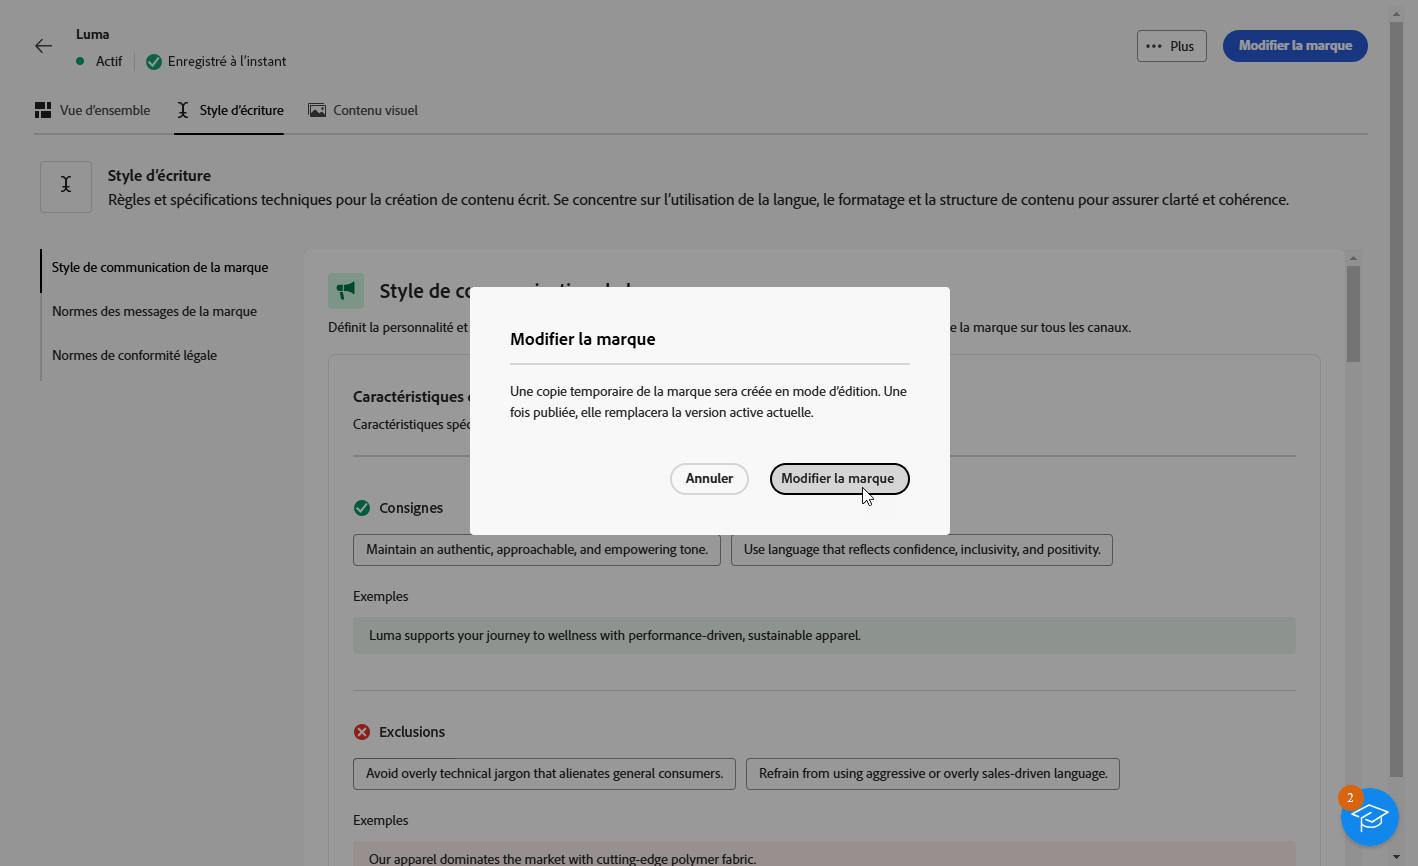 Luma
Actif
Enregistré à l’instant
Plus
Modifier la marque
Vue d’ensemble
Style d’écriture
Contenu visuel
Style d’écriture
Règles et spécifications techniques pour la création de contenu écrit. Se concentre sur l’utilisation de la langue, le formatage et la structure de contenu pour assurer clarté et cohérence.
Style de communication de la marque
Normes des messages de la marque
Normes de conformité légale
Style de
Définit la personnalité et
la marque sur tous les canaux.
Caractéristiques
Caractéristiques
Modifier la marque
Une copie temporaire de la marque sera créée en mode d’édition. Une
fois publiée, elle remplacera la version active actuelle.
Annuler
Modifier la marque
Consignes
Maintain an authentic, approachable, and empowering tone.
Use language that reflects confidence, inclusivity, and positivity.
Exemples
Luma supports your journey to wellness with performance-driven, sustainable apparel.
Exclusions
Avoid overly technical jargon that alienates general consumers.
Refrain from using aggressive or overly sales-driven language.
Exemples
Our apparel dominates the market with cutting-edge polymer fabric.
2